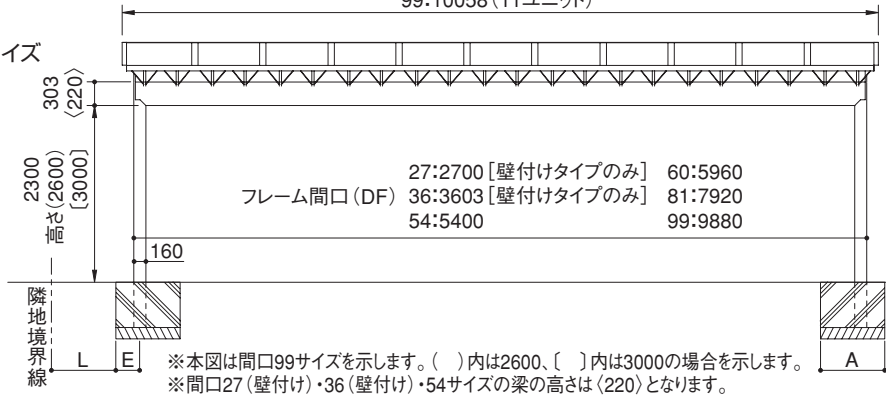 99:10058(11ユニット)
イズ
303
〈220〉
2300
高さ(2600)
[3000]
27:2700[壁付けタイプのみ] 60:5960
フレーム間口(DF) 36:3603[壁付けタイプのみ] 81:7920
54:5400 99:9880
160
隣地境界線
L
E
A
※本図は間口99サイズを示します。( )内は2600、〔 〕内は3000の場合を示します。
※間口27(壁付け)・36(壁付け)・54サイズの梁の高さは〈220〉となります。